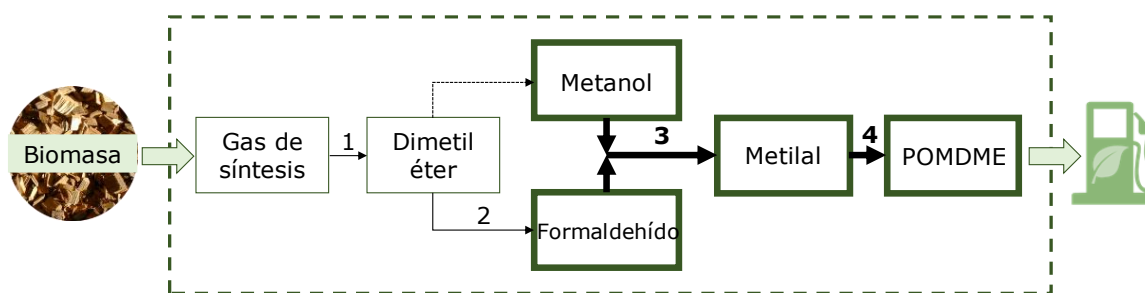 Biomasa
Gas de
síntesis
1
Dimetil
éter
2
Metanol
Formaldehído
3
Metilal
4
POMDME